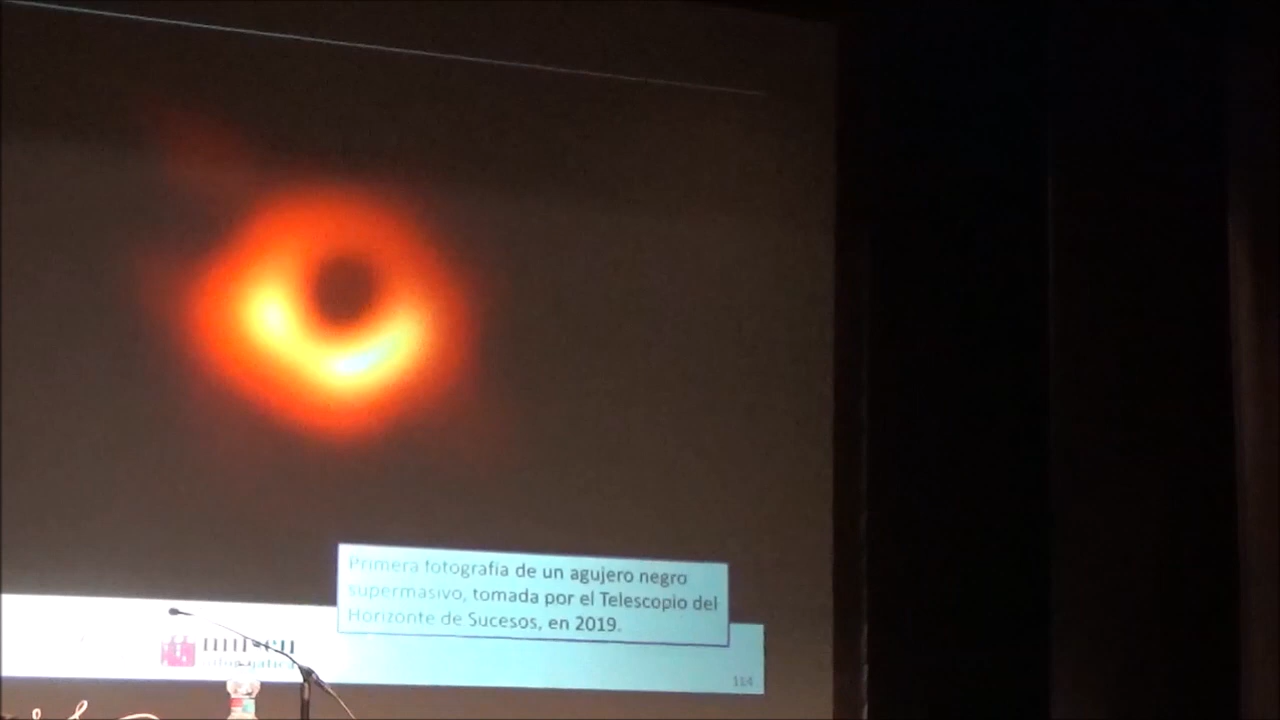 Primera fotografía de un agujero negro
supermasivo, tomada por el Telescopio del
Horizonte de Sucesos, en 2019.
114